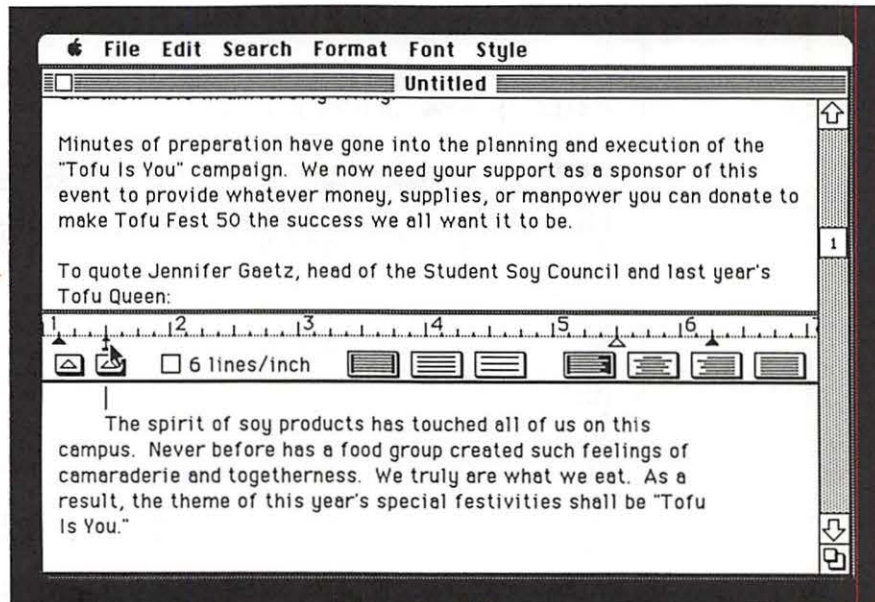 File Edit Search Format Font Style
Untitled
Minutes of preparation have gone into the planning and execution of the
"Tofu Is You" campaign. We now need your support as a sponsor of this
event to provide whatever money, supplies, or manpower you can donate to
make Tofu Fest 50 the success we all want it to be.
1
To quote Jennifer Gaetz, head of the Student Soy Council and last year's
Tofu Queen:
1 2 3 4 5 6
6 lines/inch
The spirit of soy products has touched all of us on this
campus. Never before has a food group created such feelings of
camaraderie and togetherness. We truly are what we eat. As a
result, the theme of this year's special festivities shall be "Tofu
Is You."